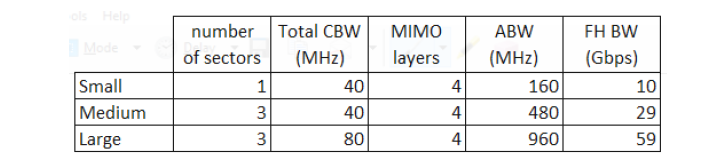 ols Help
Mode Delay
number of sectors Total CBW (MHz) MIMO layers ABW (MHz) FH BW (Gbps)
Small 1 40 4 160 10
Medium 3 40 4 480 29
Large 3 80 4 960 59